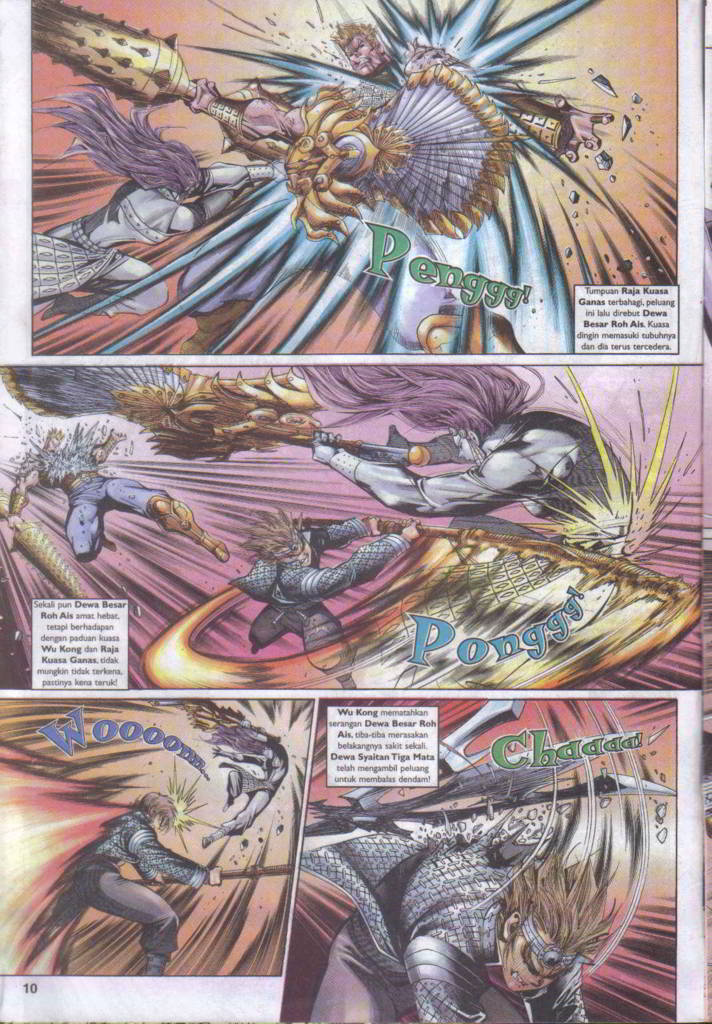 Penggg!
Tumpuan Raja Kuasa
Ganas terbahagi, peluang
ini lalu direbut Dewa
Besar Roh Ais. Kuasa
dingin memasuki tubuhnya
dan dia terus tercedera.
Sekali pun Dewa Besar
Roh Ais amat hebat,
tetapi berhadapan
dengan paduan kuasa
Wu Kong dan Raja
Kuasa Ganas, tidak
mungkin tidak terkena,
pastinya kena teruk!
Ponggg!
Woooonn...
Wu Kong mematahkan
serangan Dewa Besar Roh
Ais, tiba-tiba merasakan
belakangnya sakit sekali.
Dewa Syaitan Tiga Mata
telah mengambil peluang
untuk membalas dendam!
Chaaaa!
10